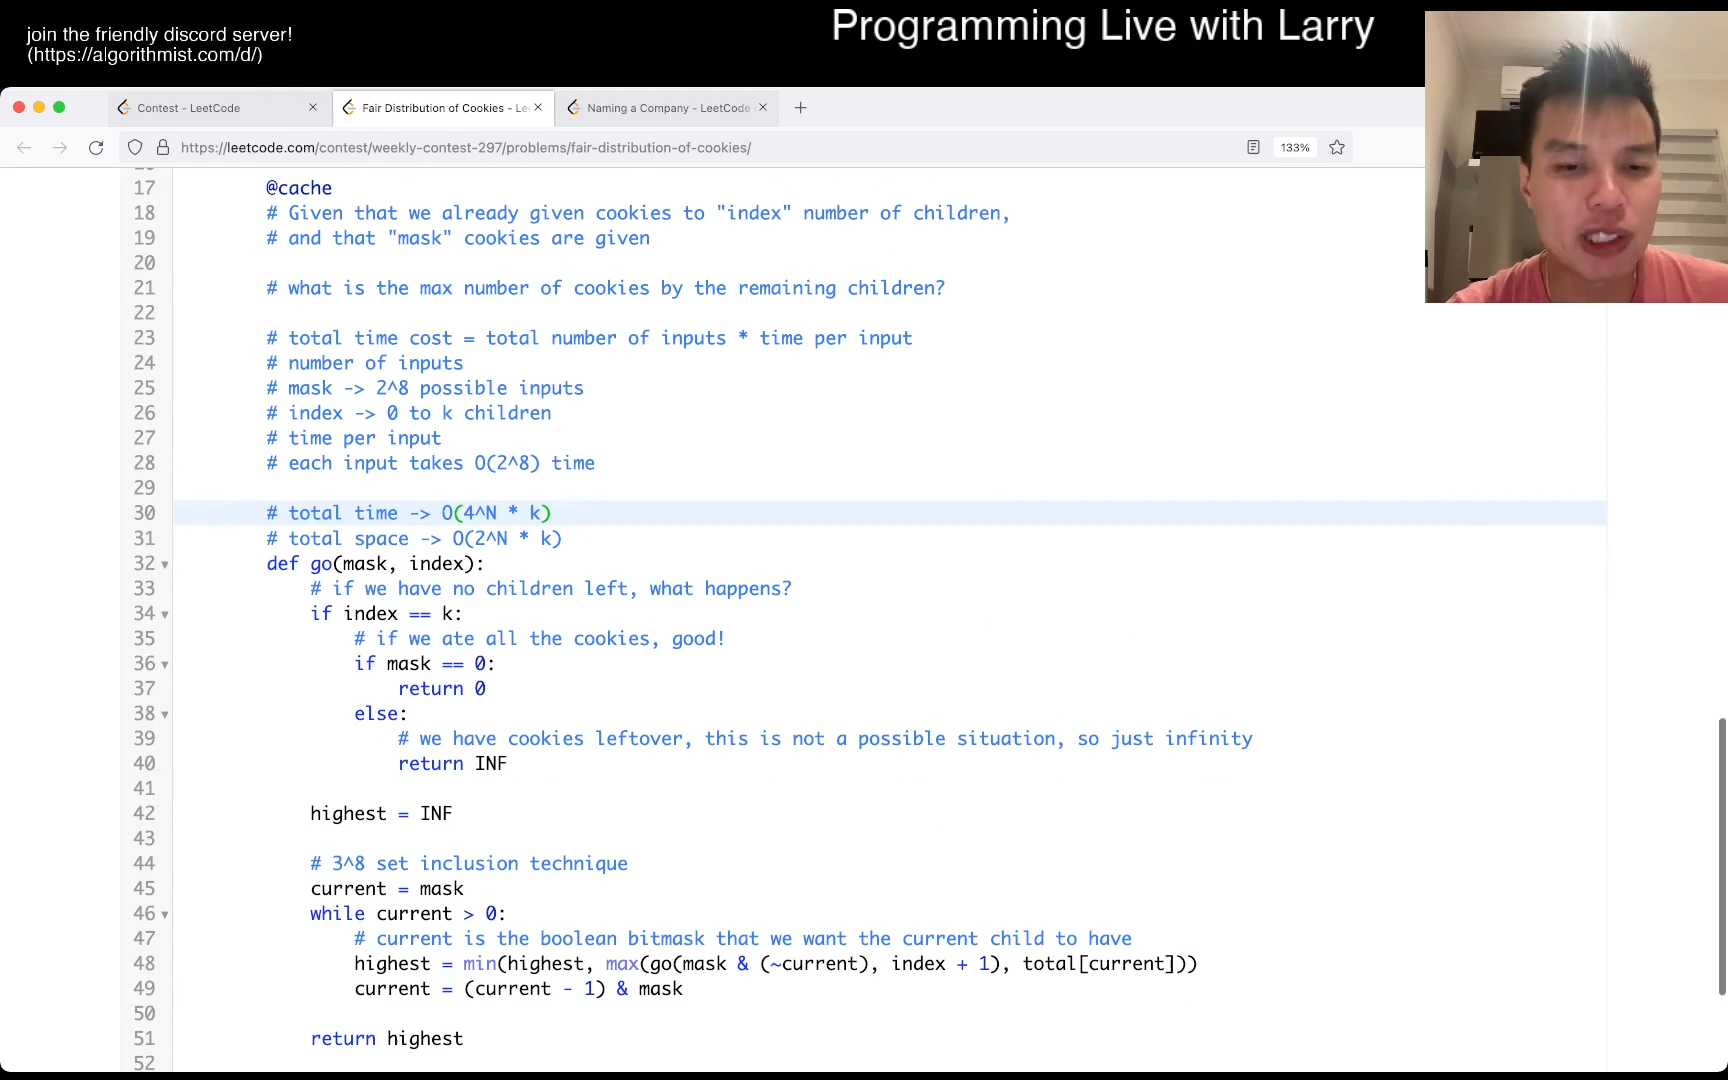 join the friendly discord server!
(https://algorithmist.com/d/)
Programming Live with Larry
Contest - LeetCode
Fair Distribution of Cookies - Le
Naming a Company - LeetCode
https://leetcode.com/contest/weekly-contest-297/problems/fair-distribution-of-cookies/
133%
17 @cache
18 # Given that we already given cookies to "index" number of children,
19 # and that "mask" cookies are given
20
21 # what is the max number of cookies by the remaining children?
22
23 # total time cost = total number of inputs * time per input
24 # number of inputs
25 # mask -> 2^8 possible inputs
26 # index -> 0 to k children
27 # time per input
28 # each input takes O(2^8) time
29
30 # total time -> O(4^N * k)
31 # total space -> O(2^N * k)
32 def go(mask, index):
33 # if we have no children left, what happens?
34 if index == k:
35 # if we ate all the cookies, good!
36 if mask == 0:
37 return 0
38 else:
39 # we have cookies leftover, this is not a possible situation, so just infinity
40 return INF
41
42 highest = INF
43
44 # 3^8 set inclusion technique
45 current = mask
46 while current > 0:
47 # current is the boolean bitmask that we want the current child to have
48 highest = min(highest, max(go(mask & (~current), index + 1), total[current]))
49 current = (current - 1) & mask
50
51 return highest
52